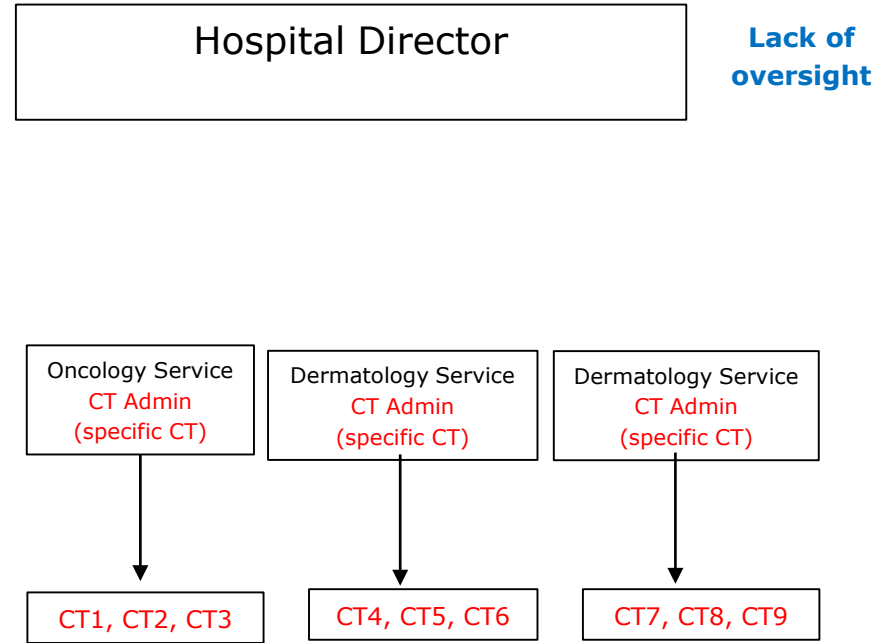 Hospital Director
Lack of
oversight
Oncology Service
CT Admin
(specific CT)
Dermatology Service
CT Admin
(specific CT)
Dermatology Service
CT Admin
(specific CT)
CT1, CT2, CT3
CT4, CT5, CT6
CT7, CT8, CT9